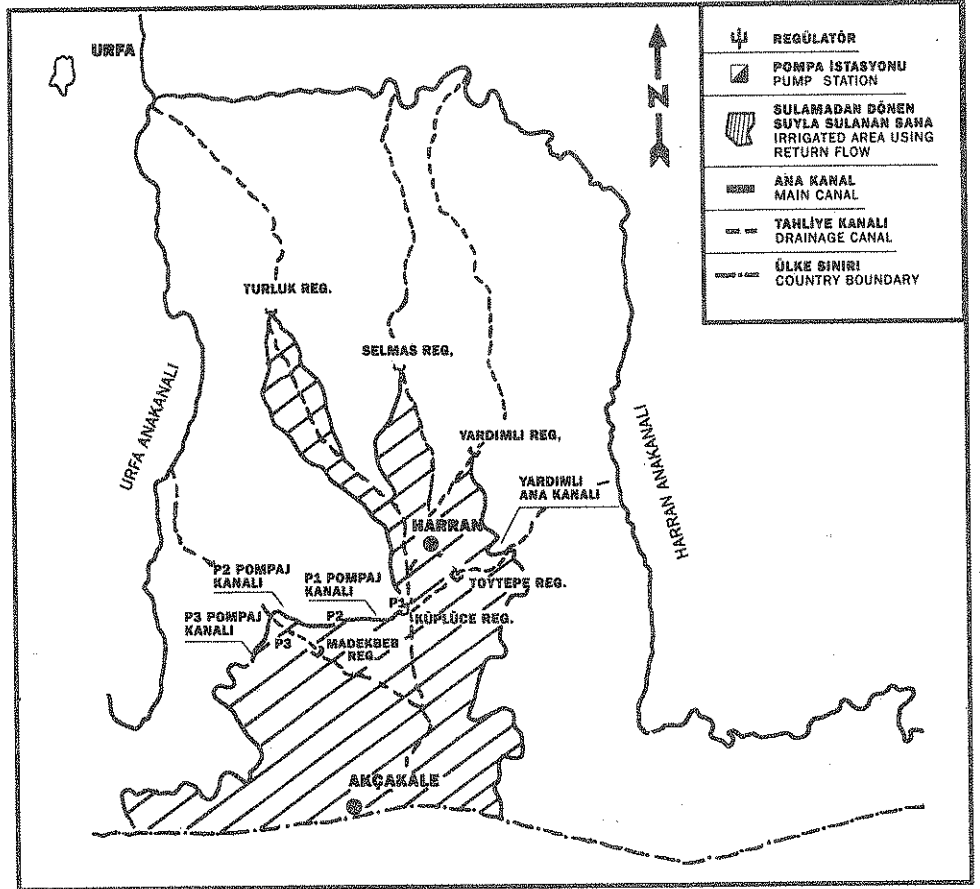 URFA
N
REGÜLATÖR
POMPA İSTASYONU
PUMP STATION
SULAMADAN DÖNEN
SUYLA SULANAN SAHA
IRRIGATED AREA USING
RETURN FLOW
ANA KANAL
MAIN CANAL
TAHLİYE KANALI
DRAINAGE CANAL
ÜLKE SINIRI
COUNTRY BOUNDARY
TURLUK REG.
SELMAS REG,
URFA ANAKANALI
YARDIMLI REG,
HARRAN ANAKANALI
YARDIMLI
ANA KANALI
HARRAN
TOYTEPE REG.
P2 POMPAJ
KANALI
P1 POMPAJ
KANALI
P1
KÜPLÜCE REG.
P3 POMPAJ
KANALI
P2
P3
MADEKBEB
REG.
AKÇAKALE